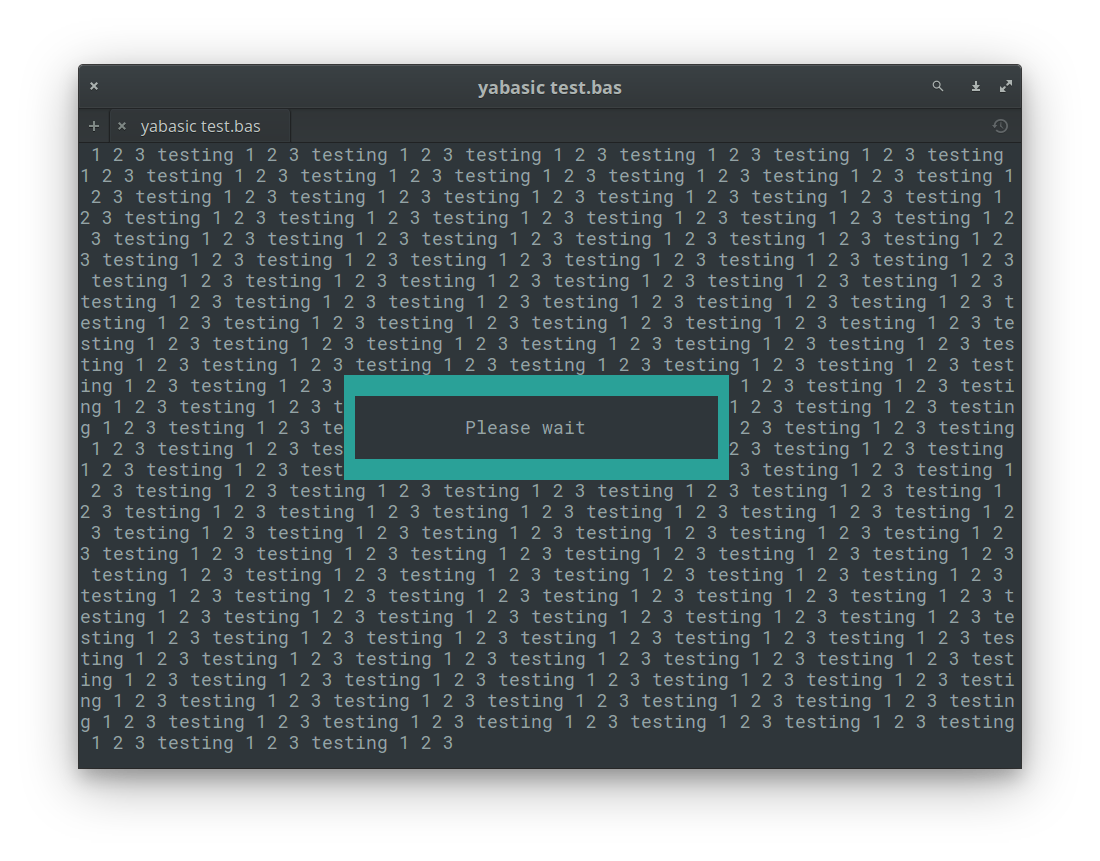 yabasic test.bas
yabasic test.bas
1 2 3 testing 1 2 3 testing 1 2 3 testing 1 2 3 testing 1 2 3 testing 1 2 3 testing
1 2 3 testing 1 2 3 testing 1 2 3 testing 1 2 3 testing 1 2 3 testing 1 2 3 testing 1
2 3 testing 1 2 3 testing 1 2 3 testing 1 2 3 testing 1 2 3 testing 1 2 3 testing 1
2 3 testing 1 2 3 testing 1 2 3 testing 1 2 3 testing 1 2 3 testing 1 2 3 testing 1 2
3 testing 1 2 3 testing 1 2 3 testing 1 2 3 testing 1 2 3 testing 1 2 3 testing 1 2
3 testing 1 2 3 testing 1 2 3 testing 1 2 3 testing 1 2 3 testing 1 2 3 testing 1 2 3
testing 1 2 3 testing 1 2 3 testing 1 2 3 testing 1 2 3 testing 1 2 3 testing 1 2 3
testing 1 2 3 testing 1 2 3 testing 1 2 3 testing 1 2 3 testing 1 2 3 testing 1 2 3 t
esting 1 2 3 testing 1 2 3 testing 1 2 3 testing 1 2 3 testing 1 2 3 testing 1 2 3 te
sting 1 2 3 testing 1 2 3 testing 1 2 3 testing 1 2 3 testing 1 2 3 testing 1 2 3 tes
ting 1 2 3 testing 1 2 3 testing 1 2 3 testing 1 2 3 testing 1 2 3 testing 1 2 3 test
ing 1 2 3 testing 1 2 3 1 2 3 testing 1 2 3 testi
ng 1 2 3 testing 1 2 3 t 1 2 3 testing 1 2 3 testin
g 1 2 3 testing 1 2 3 te Please wait 2 3 testing 1 2 3 testing
1 2 3 testing 1 2 3 tes 2 3 testing 1 2 3 testing
1 2 3 testing 1 2 3 test 3 testing 1 2 3 testing 1
2 3 testing 1 2 3 testing 1 2 3 testing 1 2 3 testing 1 2 3 testing 1 2 3 testing 1
2 3 testing 1 2 3 testing 1 2 3 testing 1 2 3 testing 1 2 3 testing 1 2 3 testing 1 2
3 testing 1 2 3 testing 1 2 3 testing 1 2 3 testing 1 2 3 testing 1 2 3 testing 1 2
3 testing 1 2 3 testing 1 2 3 testing 1 2 3 testing 1 2 3 testing 1 2 3 testing 1 2 3
testing 1 2 3 testing 1 2 3 testing 1 2 3 testing 1 2 3 testing 1 2 3 testing 1 2 3
testing 1 2 3 testing 1 2 3 testing 1 2 3 testing 1 2 3 testing 1 2 3 testing 1 2 3 t
esting 1 2 3 testing 1 2 3 testing 1 2 3 testing 1 2 3 testing 1 2 3 testing 1 2 3 te
sting 1 2 3 testing 1 2 3 testing 1 2 3 testing 1 2 3 testing 1 2 3 testing 1 2 3 tes
ting 1 2 3 testing 1 2 3 testing 1 2 3 testing 1 2 3 testing 1 2 3 testing 1 2 3 test
ing 1 2 3 testing 1 2 3 testing 1 2 3 testing 1 2 3 testing 1 2 3 testing 1 2 3 testi
ng 1 2 3 testing 1 2 3 testing 1 2 3 testing 1 2 3 testing 1 2 3 testing 1 2 3 testin
g 1 2 3 testing 1 2 3 testing 1 2 3 testing 1 2 3 testing 1 2 3 testing 1 2 3 testing
1 2 3 testing 1 2 3 testing 1 2 3